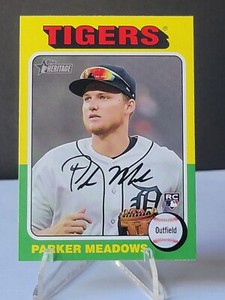 TIGERS
HERITAGE
P M
D
RC
Outfield
PARKER MEADOWS